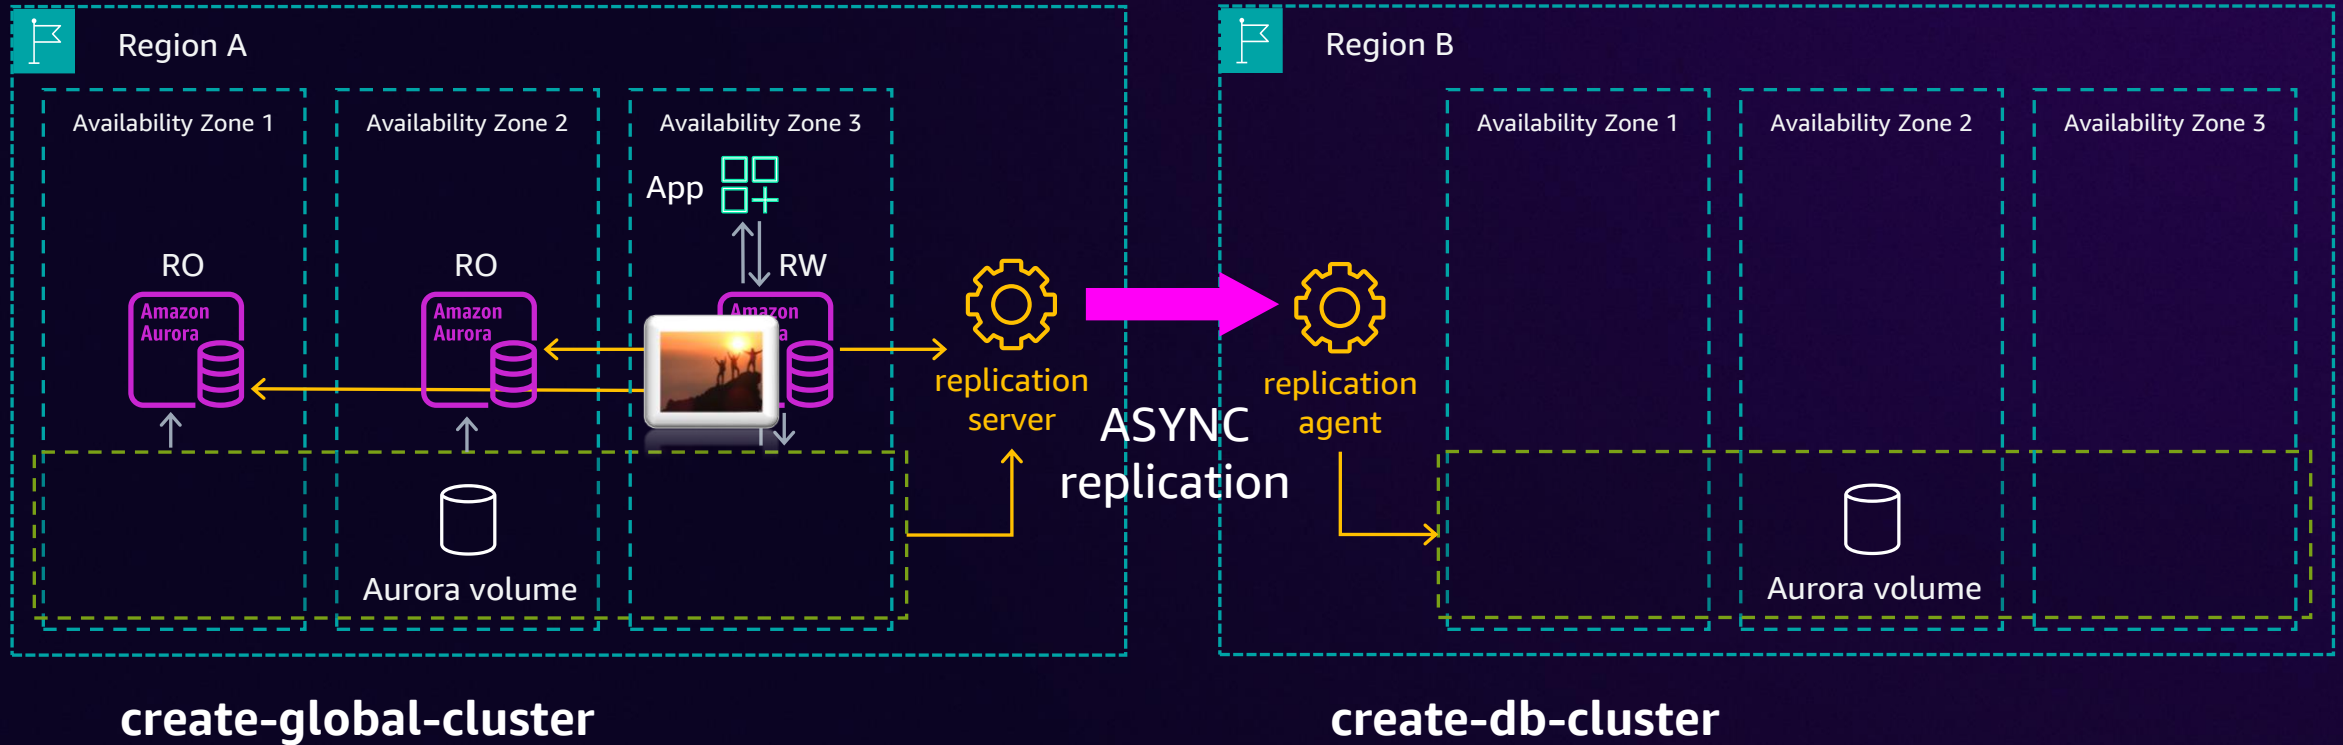 Region A
Region B
Availability Zone 1
Availability Zone 2
Availability Zone 3
Availability Zone 1
Availability Zone 2
Availability Zone 3
App
RO
RO
RW
Amazon
Aurora
Amazon
Aurora
Amazon
a
replication
server
replication
agent
ASYNC
replication
Aurora volume
Aurora volume
create-global-cluster
create-db-cluster